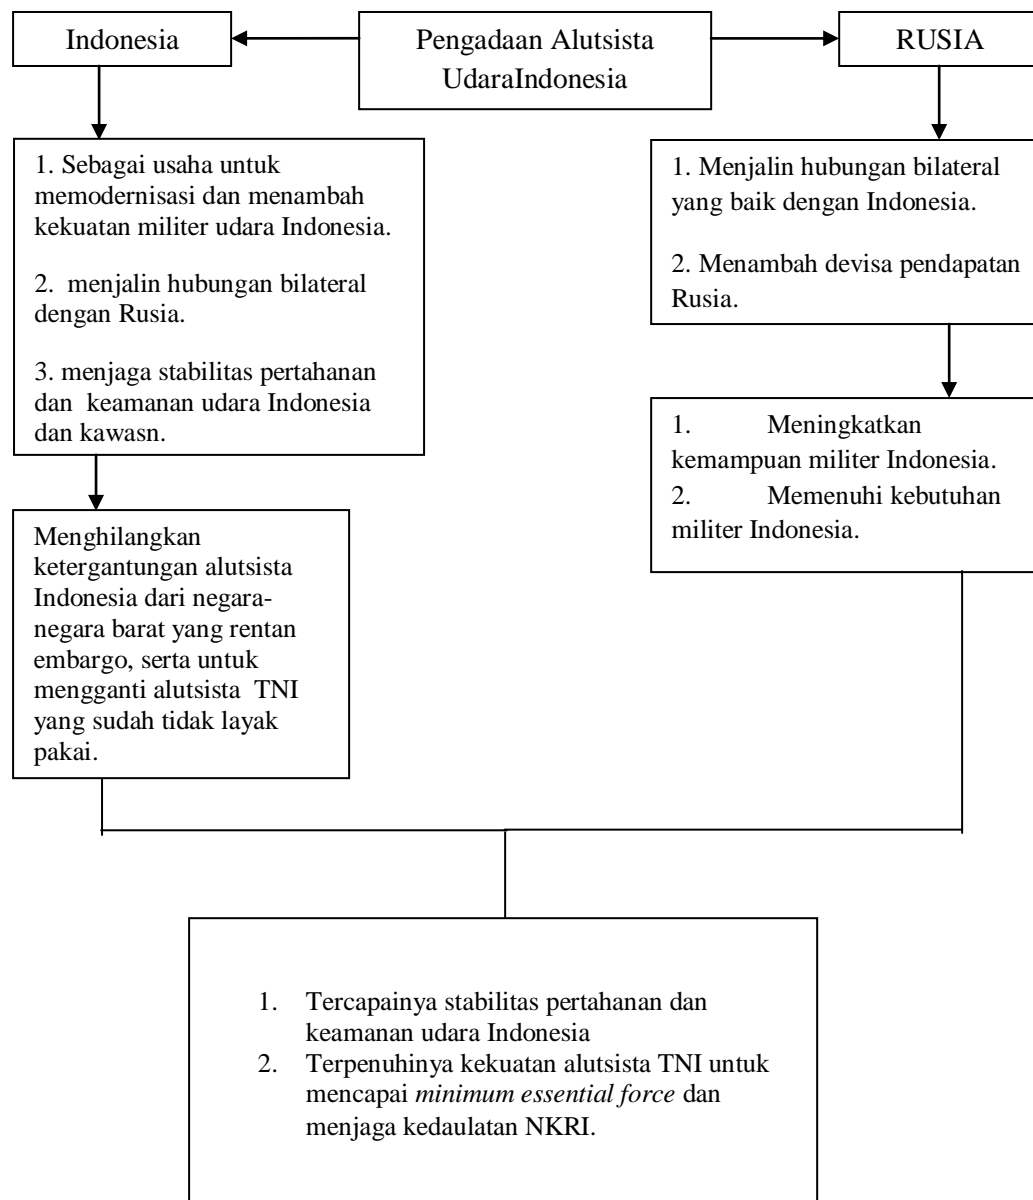 Indonesia
Pengadaan Alutsista
UdaraIndonesia
RUSIA
1. Sebagai usaha untuk
memodernisasi dan menambah
kekuatan militer udara Indonesia.
2. menjalin hubungan bilateral
dengan Rusia.
3. menjaga stabilitas pertahanan
dan keamanan udara Indonesia
dan kawasn.
1. Menjalin hubungan bilateral
yang baik dengan Indonesia.
2. Menambah devisa pendapatan
Rusia.
1. Meningkatkan
kemampuan militer Indonesia.
2. Memenuhi kebutuhan
militer Indonesia.
Menghilangkan
ketergantungan alutsista
Indonesia dari negara-
negara barat yang rentan
embargo, serta untuk
mengganti alutsista TNI
yang sudah tidak layak
pakai.
1. Tercapainya stabilitas pertahanan dan
keamanan udara Indonesia
2. Terpenuhinya kekuatan alutsista TNI untuk
mencapai minimum essential force dan
menjaga kedaulatan NKRI.